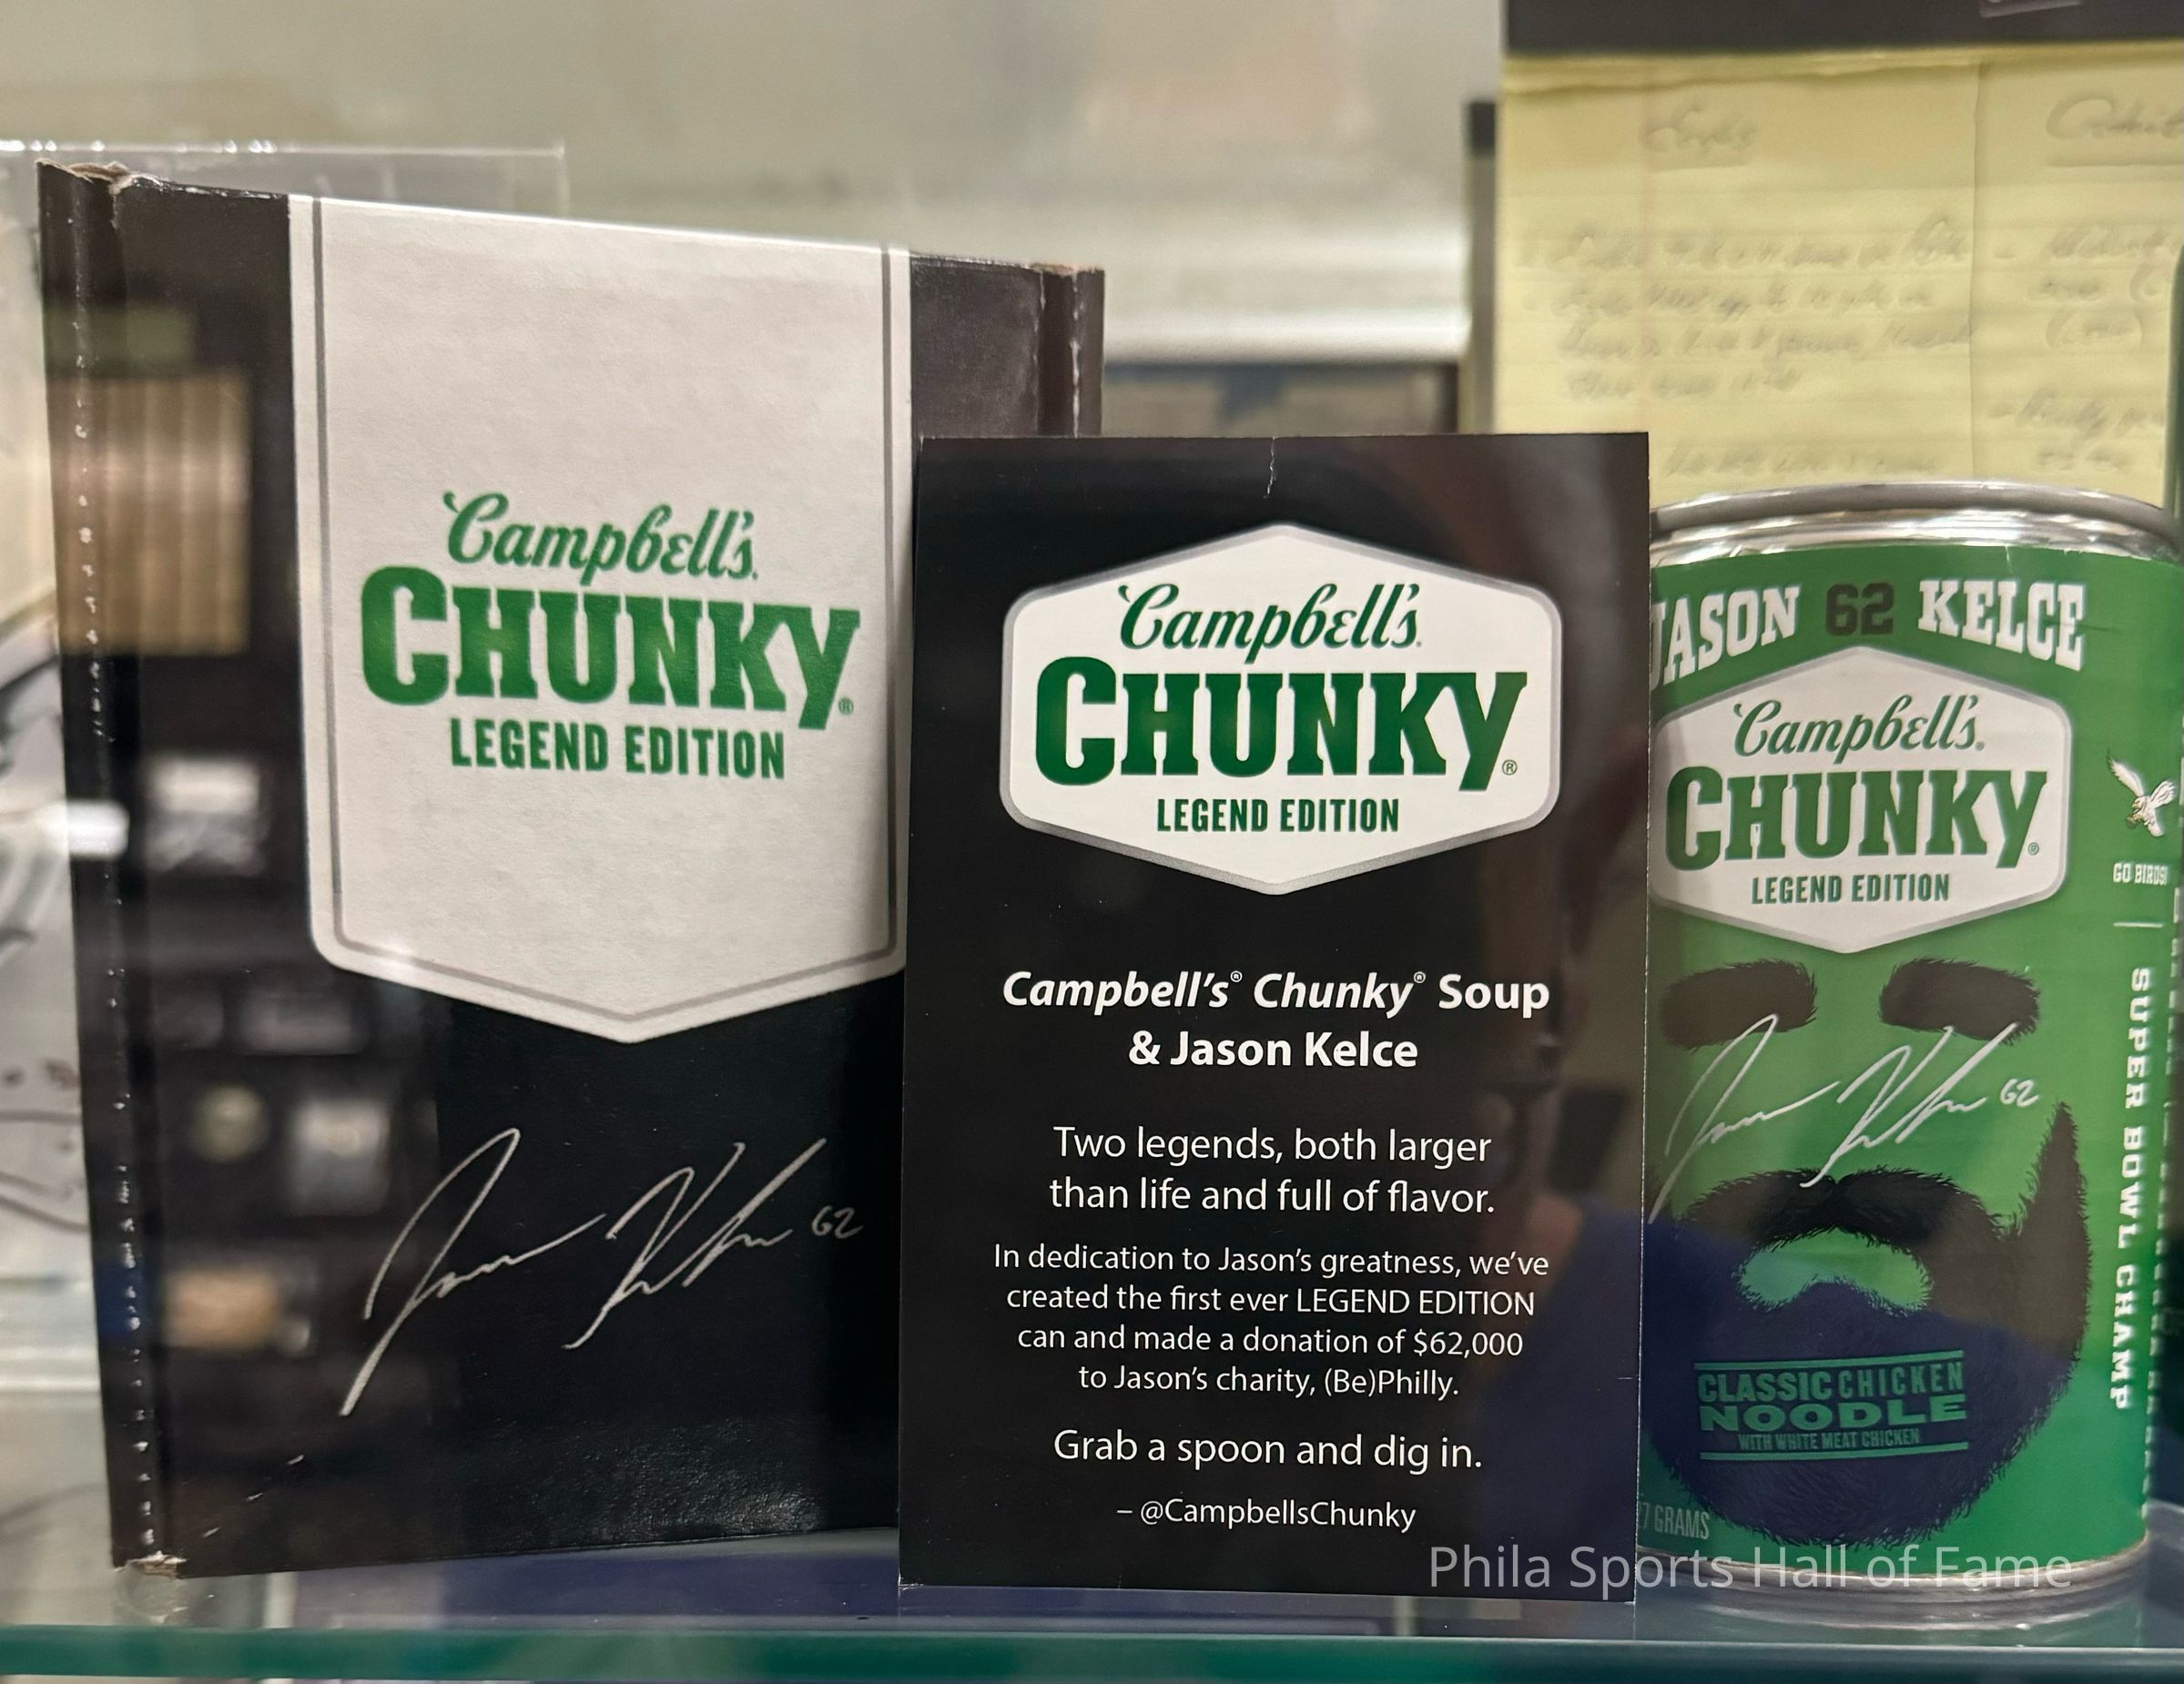 Campbell's
CHUNKY®
LEGEND EDITION
62
Campbell's
CHUNKY®
LEGEND EDITION
Campbell's® Chunky® Soup
& Jason Kelce
Two legends, both larger
than life and full of flavor.
In dedication to Jason's greatness, we've
created the first ever LEGEND EDITION
can and made a donation of $62,000
to Jason's charity, (Be)Philly.
Grab a spoon and dig in.
– @CampbellsChunky
JASON 62 KELCE
Campbell's
CHUNKY®
LEGEND EDITION
62
CLASSIC CHICKEN
NOODLE
WITH WHITE MEAT CHICKEN
GRAMS
GO BIRDS!
SUPER BOWL CHAMP
Phila Sports Hall of Fame